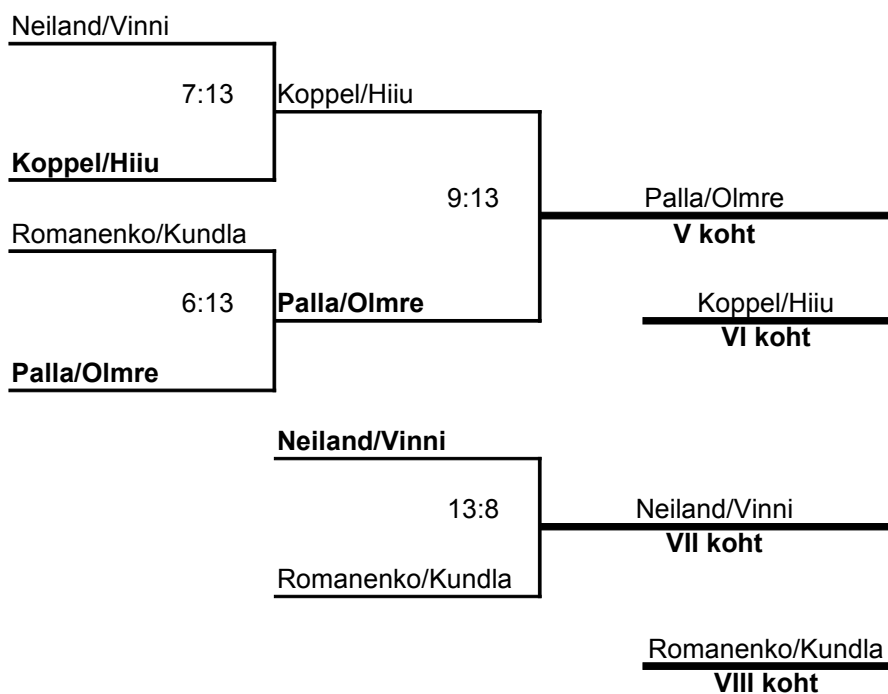 Neiland/Vinni
7:13
Koppel/Hiiu
Koppel/Hiiu
9:13
Palla/Olmre
Romanenko/Kundla
V koht
6:13
Palla/Olmre
Koppel/Hiiu
VI koht
Palla/Olmre
Neiland/Vinni
13:8
Neiland/Vinni
VII koht
Romanenko/Kundla
Romanenko/Kundla
VIII koht